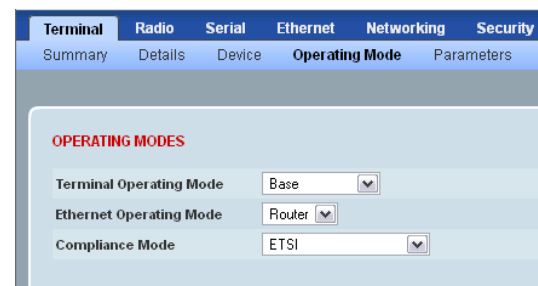 Terminal Radio Serial Ethernet Networking Security
Summary Details Device Operating Mode Parameters
OPERATING MODES
Terminal Operating Mode Base
Ethernet Operating Mode Router
Compliance Mode ETSI